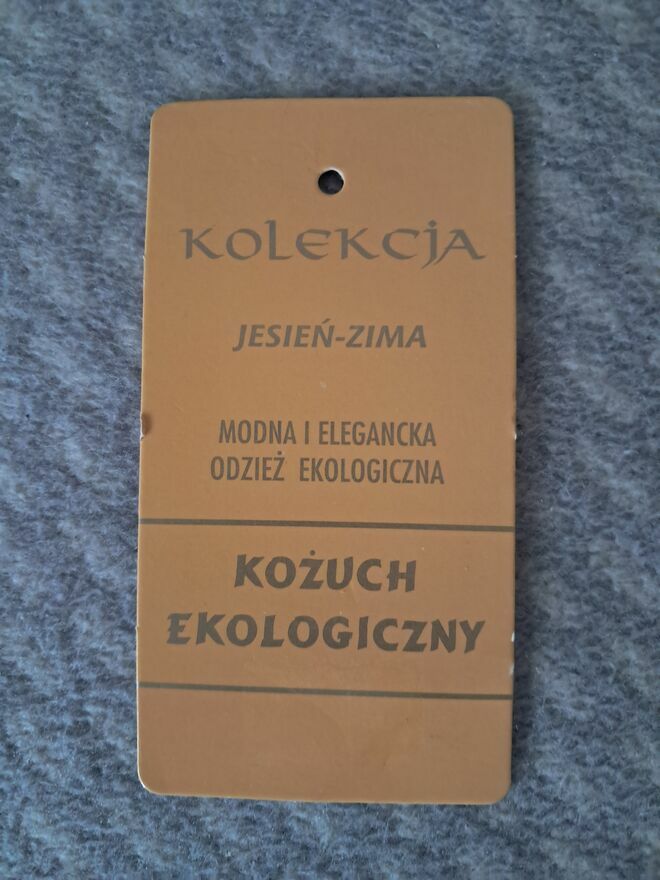 KOLEKCJA
JESIEŃ-ZIMA
MODNA I ELEGANCKA
ODZIEŻ EKOLOGICZNA
KOŻUCH
EKOLOGICZNY